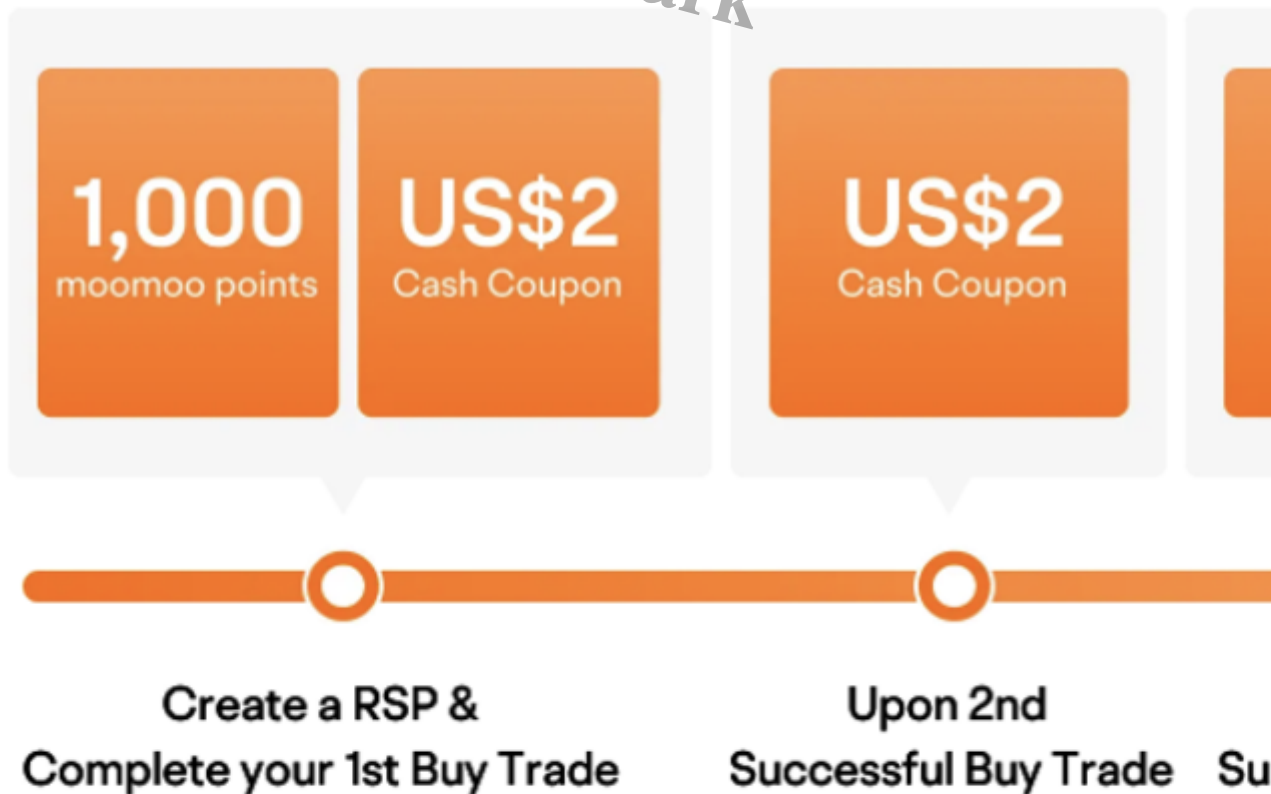 1,000
moomoo points
US$2
Cash Coupon
US$2
Cash Coupon
Create a RSP &
Complete your 1st Buy Trade
Upon 2nd
Successful Buy Trade